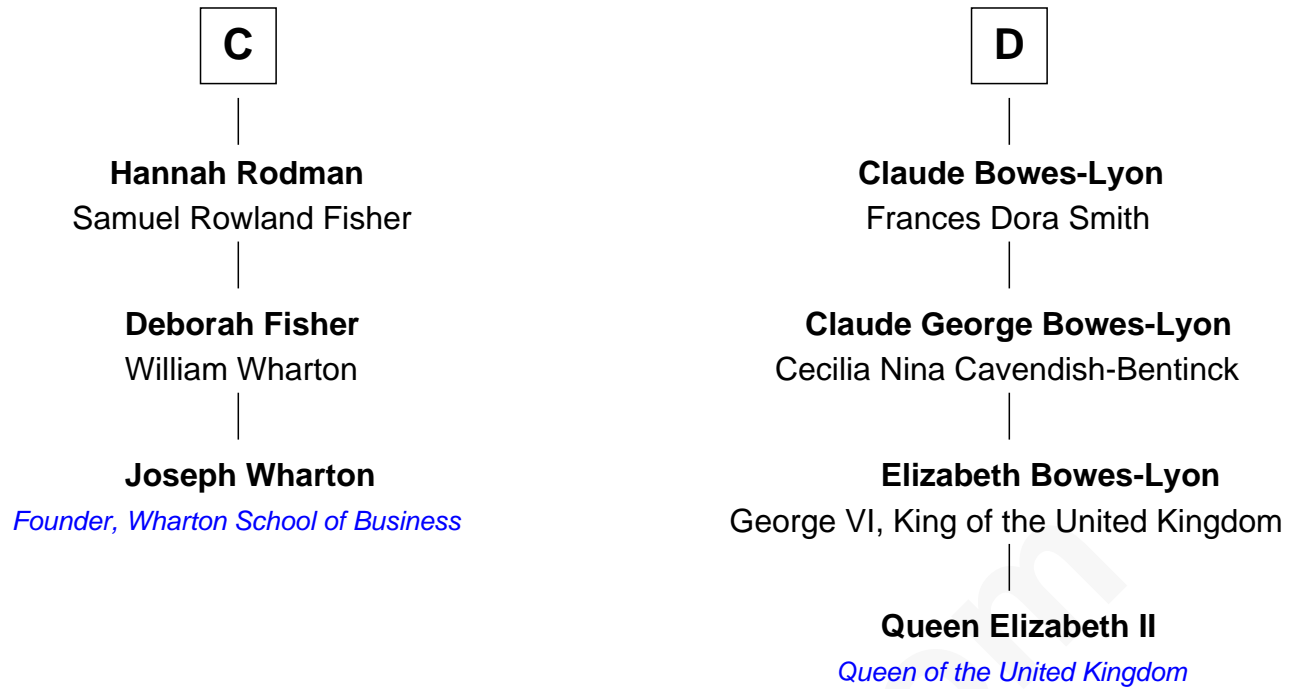 C
Hannah Rodman
Samuel Rowland Fisher
Deborah Fisher
William Wharton
Joseph Wharton
Founder, Wharton School of Business
D
Claude Bowes-Lyon
Frances Dora Smith
Claude George Bowes-Lyon
Cecilia Nina Cavendish-Bentinck
Elizabeth Bowes-Lyon
George VI, King of the United Kingdom
Queen Elizabeth II
Queen of the United Kingdom